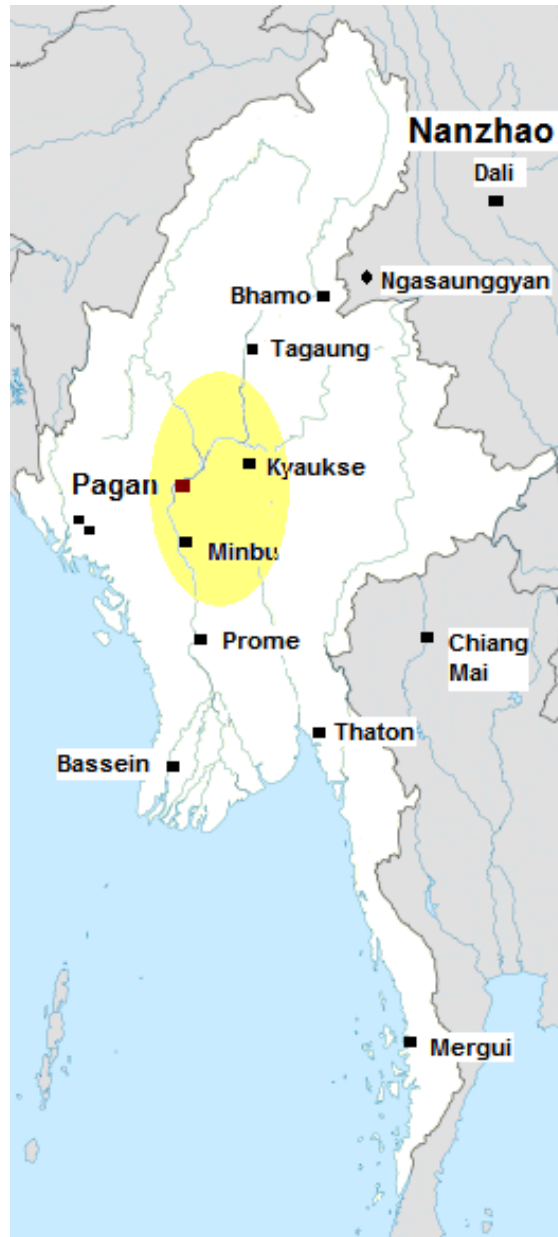 Nanzhao
Dali
Ngasaunggyan
Bhamo
Tagaung
Kyaukse
Pagan
Minbu
Prome
Chiang
Mai
Thaton
Bassein
Mergui